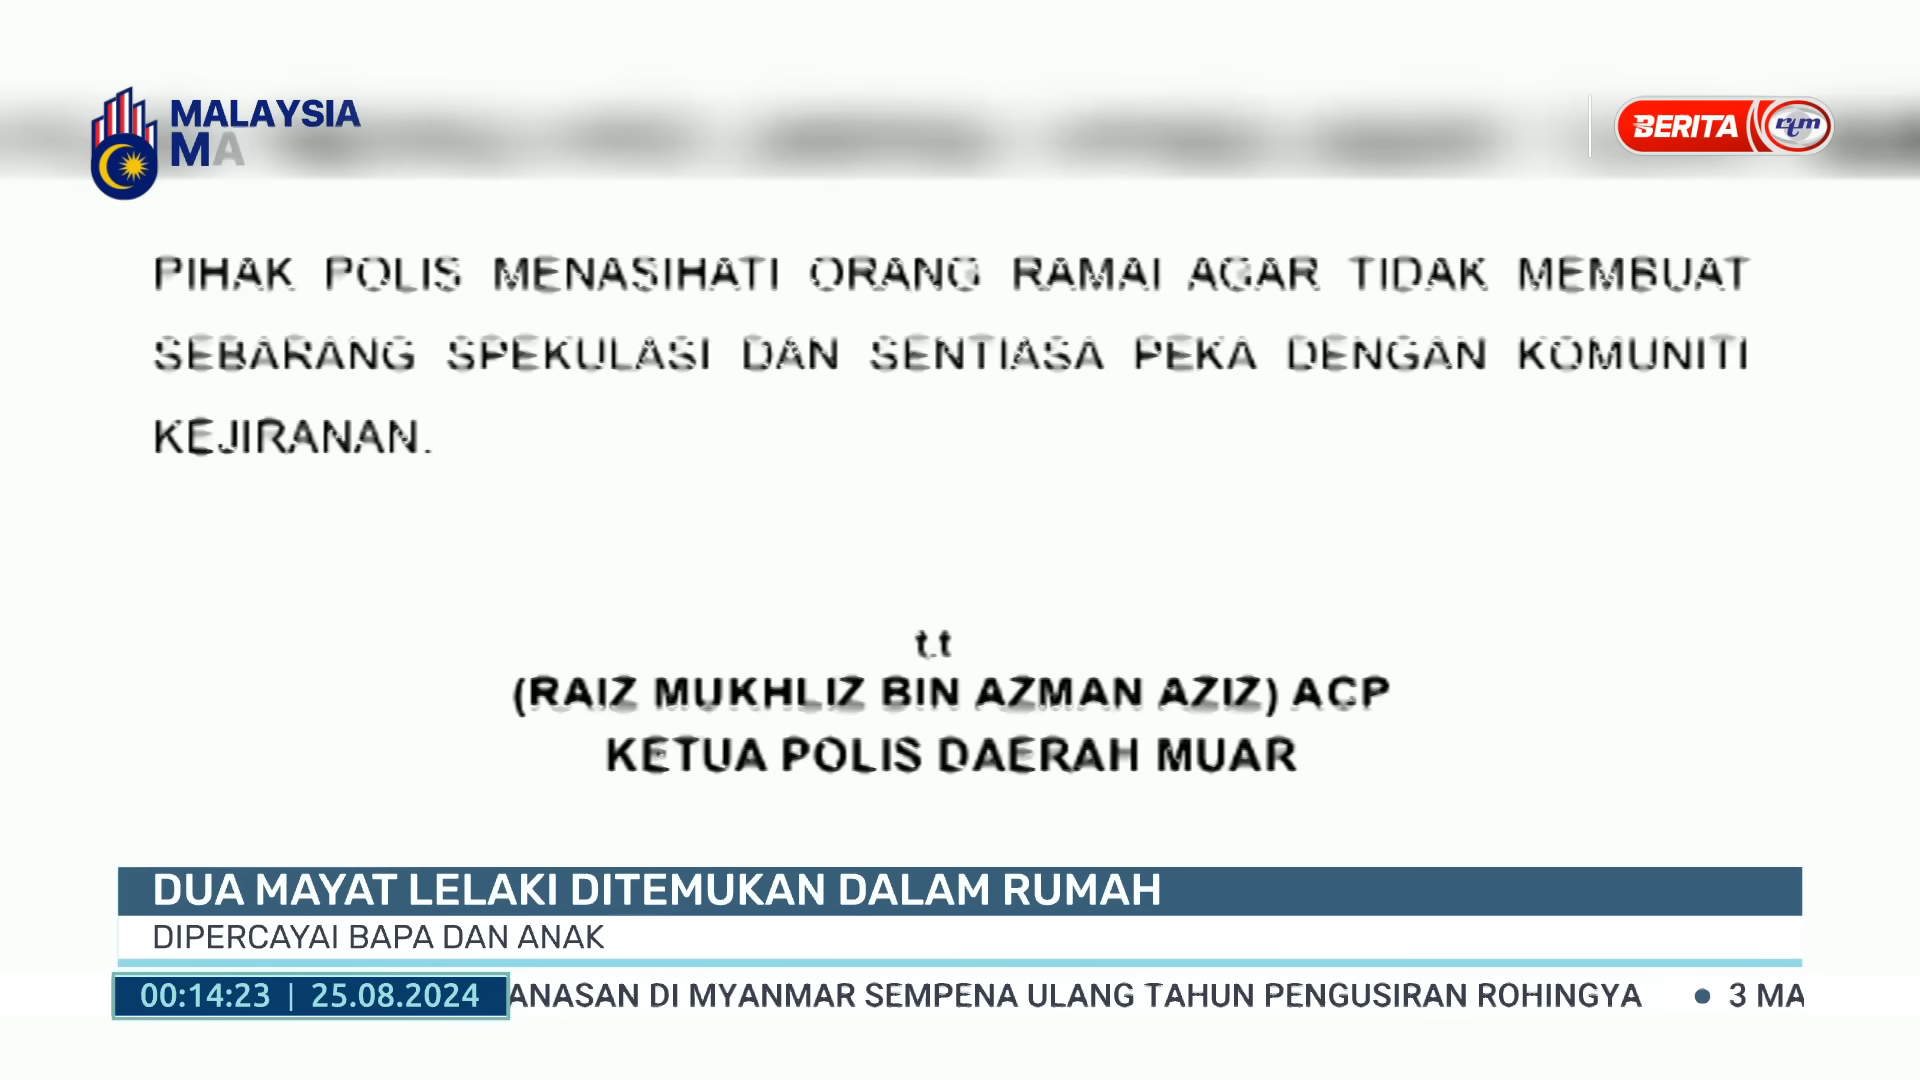 MALAYSIA
MA
BERITA rtm
PIHAK POLIS MENASIHATI ORANG RAMAI AGAR TIDAK MEMBUAT
SEBARANG SPEKULASI DAN SENTIASA PEKA DENGAN KOMUNITI
KEJIRANAN.
t.t
(RAIZ MUKHLIZ BIN AZMAN AZIZ) ACP
KETUA POLIS DAERAH MUAR
DUA MAYAT LELAKI DITEMUKAN DALAM RUMAH
DIPERCAYAI BAPA DAN ANAK
00:14:23 | 25.08.2024 ANASAN DI MYANMAR SEMPENA ULANG TAHUN PENGUSIRAN ROHINGYA • 3 MA